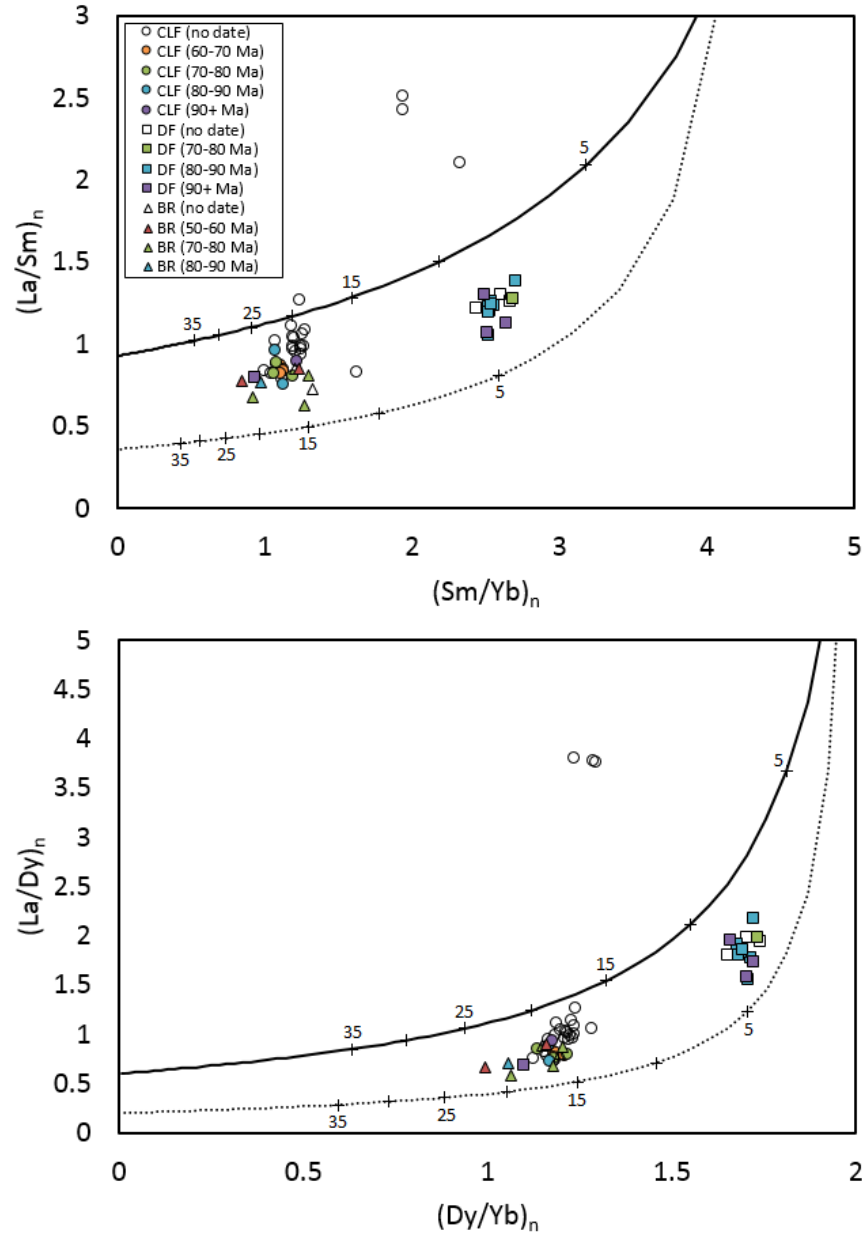 3
2.5
2
1.5
1
0.5
0
(La/Sm)n
CLF (no date)
CLF (60-70 Ma)
CLF (70-80 Ma)
CLF (80-90 Ma)
CLF (90+ Ma)
DF (no date)
DF (70-80 Ma)
DF (80-90 Ma)
DF (90+ Ma)
BR (no date)
BR (50-60 Ma)
BR (70-80 Ma)
BR (80-90 Ma)
35
25
15
5
35
25
15
5
0
1
2
3
4
5
(Sm/Yb)n
5
4.5
4
3.5
3
2.5
2
1.5
1
0.5
0
(La/Dy)n
35
25
15
5
35
25
15
5
0
0.5
1
1.5
2
(Dy/Yb)n